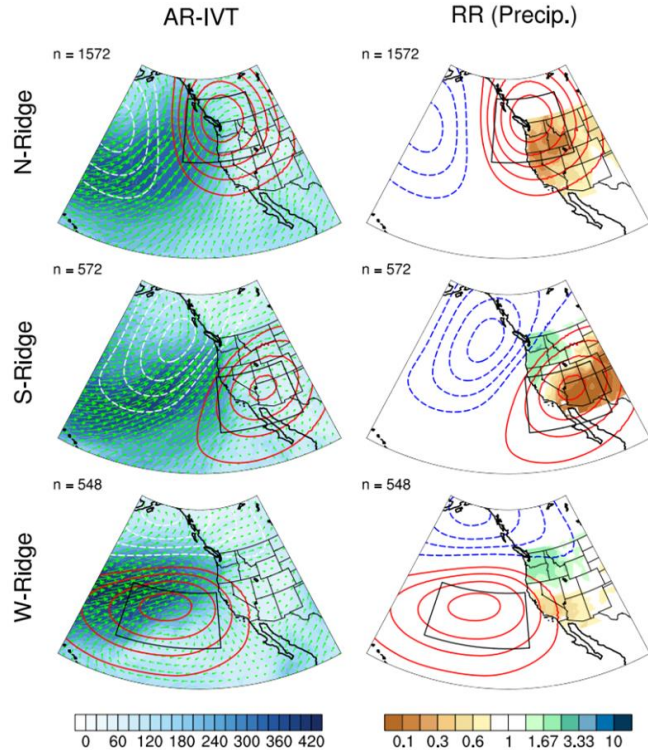 AR-IVT
RR (Precip.)
N-Ridge
n = 1572
n = 1572
S-Ridge
n = 572
n = 572
W-Ridge
n = 548
n = 548
0 60 120 180 240 300 360 420
0.1 0.3 0.6 1 1.67 3.33 10